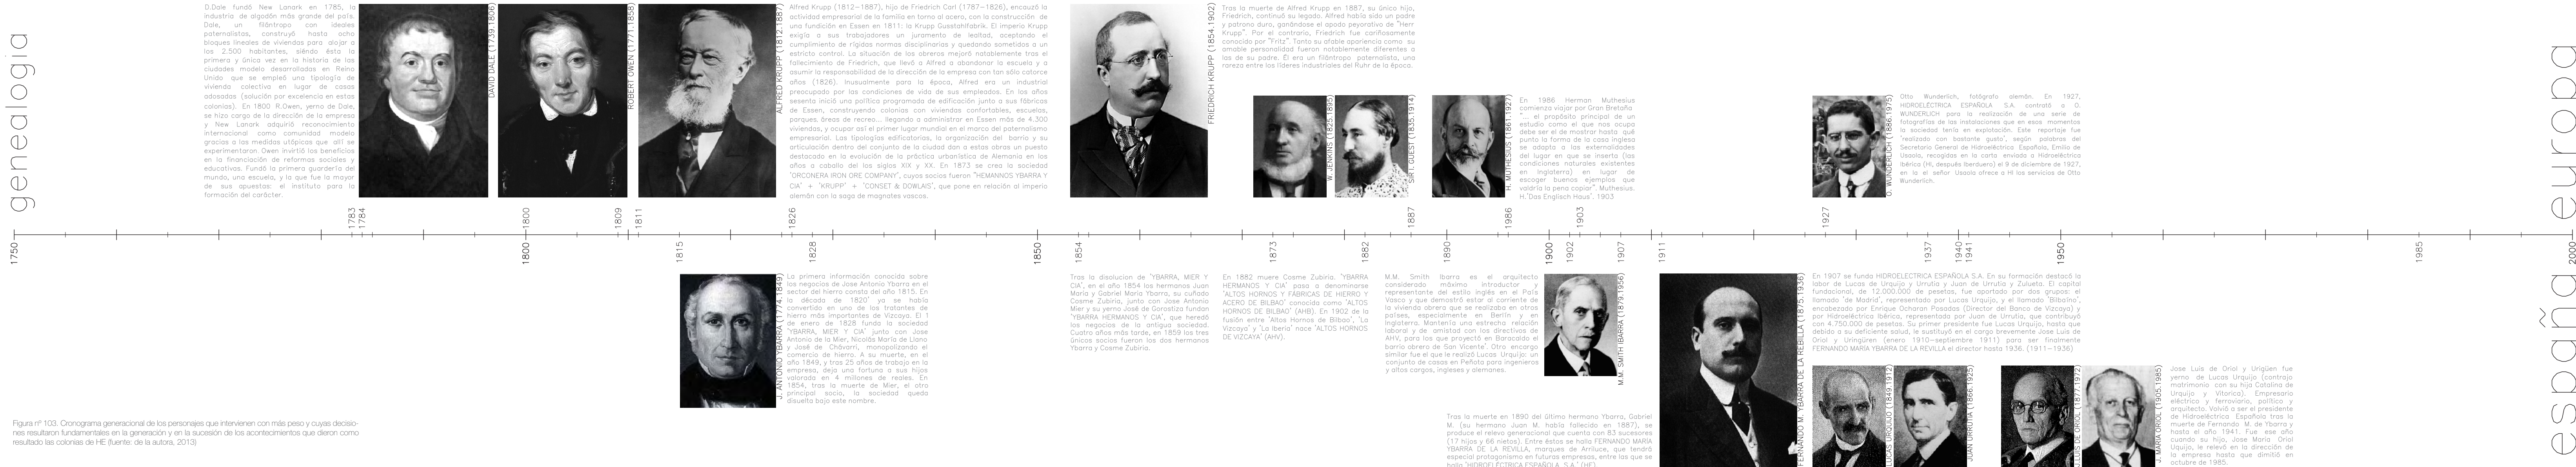 genealogía
D.Dale fundó New Lanark en 1785, la
industria de algodón más grande del país.
Dale, un filántropo con ideales
paternalistas, construyó hasta ocho
bloques lineales de viviendas para alojar a
los 2.500 habitantes, siendo ésta la
primera y única vez en la historia de las
ciudades modelo desarrolladas en Reino
Unido que se empleó una tipología de
vivienda colectiva en lugar de casas
adosadas (solución por excelencia en estas
colonias). En 1800 R.Owen, yerno de Dale,
se hizo cargo de la dirección de la empresa
y New Lanark adquirió reconocimiento
internacional como comunidad modelo
gracias a las medidas utópicas que allí se
experimentaron. Owen invirtió los beneficios
en la financiación de reformas sociales y
educativas. Fundó la primera guardería del
mundo, una escuela, y la que fue la mayor
de sus apuestas: el instituto para la
formación del carácter.
DAVID DALE (1739.1806)
ROBERT OWEN (1771.1858)
ALFRED KRUPP (1812.1887)
Alfred Krupp (1812-1887), hijo de Friedrich Carl (1787-1826), encauzó la
actividad empresarial de la familia en torno al acero, con la construcción de
una fundición en Essen en 1811: la Krupp Gusstahlfabrik. El imperio Krupp
exigía a sus trabajadores un juramento de lealtad, aceptando el
cumplimiento de rígidas normas disciplinarias y quedando sometidos a un
estricto control. La situación de los obreros mejoró notablemente tras el
fallecimiento de Friedrich, que llevó a Alfred a abandonar la escuela y a
asumir la responsabilidad de la dirección de la empresa con tan sólo catorce
años (1826). Inusualmente para la época, Alfred era un industrial
preocupado por las condiciones de vida de sus empleados. En los años
sesenta inició una política programada de edificación junto a sus fábricas
de Essen, construyendo colonias con viviendas confortables, escuelas,
parques, áreas de recreo... llegando a administrar en Essen más de 4.300
viviendas, y ocupar así el primer lugar mundial en el marco del paternalismo
empresarial. Las tipologías edificatorias, la organización del barrio y su
articulación dentro del conjunto de la ciudad dan a estas obras un puesto
destacado en la evolución de la práctica urbanística de Alemania en los
años a caballo del los siglos XIX y XX. En 1873 se crea la sociedad
'ORCONERA IRON ORE COMPANY', cuyos socios fueron "HEMANNOS YBARRA Y
CIA" + 'KRUPP' + 'CONSET & DOWLAIS', que pone en relación al imperio
alemán con la saga de magnates vascos.
FRIEDRICH KRUPP (1854.1902)
Tras la muerte de Alfred Krupp en 1887, su único hijo,
Friedrich, continuó su legado. Alfred había sido un padre
y patrono duro, ganándose el apodo peyorativo de "Herr
Krupp". Por el contrario, Friedrich fue cariñosamente
conocido por "Fritz". Tanto su afable apariencia como su
amable personalidad fueron notablemente diferentes a
las de su padre. Él era un filántropo paternalista, una
rareza entre los líderes industriales del Ruhr de la época.
W. JENKINS (1825.1895)
SIR I. GUEST (1835.1914)
H. MUTHESIUS (1861.1927)
En 1986 Herman Muthesius
comienza viajar por Gran Bretaña
"... el propósito principal de un
estudio como el que nos ocupa
debe ser el de mostrar hasta qué
punto la forma de la casa inglesa
se adapta a las externalidades
del lugar en que se inserta (las
condiciones naturales existentes
en Inglaterra) en lugar de
escoger buenos ejemplos que
valdría la pena copiar". Muthesius.
H.'Das Englisch Haus'. 1903
O. WUNDERLICH (1886.1975)
Otto Wunderlich, fotógrafo alemán. En 1927,
HIDROELÉCTRICA ESPAÑOLA S.A. contrató a O.
WUNDERLICH para la realización de una serie de
fotografías de las instalaciones que en esos momentos
la sociedad tenía en explotación. Este reportaje fue
'realizado con bastante gusto', según palabras del
Secretario General de Hidroeléctrica Española, Emilio de
Usaola, recogidas en la carta enviada a Hidroeléctrica
Ibérica (HI, después Iberduero) el 9 de diciembre de 1927,
en la el señor Usaola ofrece a HI los servicios de Otto
Wunderlich.
europa
1783
1784
1800
1809
1811
1826
1887
1986
1903
1927
1750
1815
1828
1850
1854
1873
1882
1890
1900
1902
1907
1911
1937
1940
1941
1950
1985
2000
J. ANTONIO YBARRA (1774.1849)
La primera información conocida sobre
los negocios de Jose Antonio Ybarra en el
sector del hierro consta del año 1815. En
la década de 1820' ya se había
convertido en uno de los tratantes de
hierro más importantes de Vizcaya. El 1
de enero de 1828 fundó la sociedad
'YBARRA, MIER Y CIA' junto con Jose
Antonio de la Mier, Nicolás María de Llano
y José de Chávarri, monopolizando el
comercio de hierro. A su muerte, en el
año 1849, y tras 25 años de trabajo en la
empresa, deja una fortuna a sus hijos
valorada en 4 millones de reales. En
1854, tras la muerte de Mier, el otro
principal socio, la sociedad queda
disuelta bajo este nombre.
Tras la disolucion de 'YBARRA, MIER Y
CIA', en el año 1854 los hermanos Juan
Maria y Gabriel Maria Ybarra, su cuñado
Cosme Zubiria, junto con Jose Antonio
Mier y su yerno José de Gorostiza fundan
'YBARRA HERMANOS Y CIA', que heredó
los negocios de la antigua sociedad.
Cuatro años más tarde, en 1859 los tres
únicos socios fueron los dos hermanos
Ybarra y Cosme Zubiria.
En 1882 muere Cosme Zubiria. 'YBARRA
HERMANOS Y CIA' pasa a denominarse
'ALTOS HORNOS Y FÁBRICAS DE HIERRO Y
ACERO DE BILBAO' conocida como 'ALTOS
HORNOS DE BILBAO' (AHB). En 1902 de la
fusión entre 'Altos Hornos de Bilbao', 'La
Vizcaya' y 'La Iberia' nace 'ALTOS HORNOS
DE VIZCAYA' (AHV).
M.M. Smith Ibarra es el arquitecto
considerado máximo introductor y
representante del estilo inglés en el País
Vasco y que demostró estar al corriente de
la vivienda obrera que se realizaba en otros
países, especialmente en Berlín y en
Inglaterra. Mantenía una estrecha relación
laboral y de amistad con los directivos de
AHV, para los que proyectó en Baracaldo el
barrio obrero de San Vicente'. Otro encargo
similar fue el que le realizó Lucas Urquijo: un
conjunto de casas en Peñota para ingenieros
y altos cargos, ingleses y alemanes.
M.M. SMITH IBARRA (1879.1956)
Tras la muerte en 1890 del último hermano Ybarra, Gabriel
M. (su hermano Juan M. había fallecido en 1887), se
produce el relevo generacional que cuenta con 83 sucesores
(17 hijos y 66 nietos). Entre éstos se halla FERNANDO MARÍA
YBARRA DE LA REVILLA, marques de Arriluce, que tendrá
especial protagonismo en futuras empresas, entre las que se
halla 'HIDROELÉCTRICA ESPAÑOLA, S.A.' (HE)
FERNANDO M. YBARRA DE LA REBILLA (1875.1936)
En 1907 se funda HIDROELECTRICA ESPAÑOLA S.A. En su formación destacó la
labor de Lucas de Urquijo y Urrutia y Juan de Urrutia y Zulueta. El capital
fundacional, de 12.000.000 de pesetas, fue aportado por dos grupos: el
llamado 'de Madrid', representado por Lucas Urquijo, y el llamado 'Bilbaíno',
encabezado por Enrique Ochoran Posados (Director del Banco de Vizcaya) y
por Hidroeléctrica Ibérica, representada por Juan de Urrutia, que contribuyó
con 4.750.000 de pesetas. Su primer presidente fue Lucas Urquijo, hasta que
debido a su deficiente salud, le sustituyó en el cargo brevemente Jose Luis de
Oriol y Uringüren (enero 1910-septiembre 1911) para ser finalmente
FERNANDO MARÍA YBARRA DE LA REVILLA el director hasta 1936. (1911-1936)
LUCAS URQUIJO (1849.1912)
JUAN URRUTIA (1866.1925)
J.LUIS DE ORIOL (1877.1972)
J. MARÍA ORIOL (1905.1985)
Jose Luis de Oriol y Urigüen fue
yerno de Lucas Urquijo (contrajo
matrimonio con su hija Catalina de
Urquijo y Vitorica). Empresario
eléctrico y ferroviario, político y
arquitecto. Volvió a ser el presidente
de Hidroeléctrica Española tras la
muerte de Fernando M. de Ybarra y
hasta el año 1941. Fue ese año
cuando su hijo, Jose Maria Oriol
Uquijo, le relevó en la dirección de
la empresa hasta que dimitió en
octubre de 1985.
españa
Figura nº 103. Cronograma generacional de los personajes que intervienen con más peso y cuyas decisio-
nes resultaron fundamentales en la generación y en la sucesión de los acontecimientos que dieron como
resultado las colonias de HE (fuente: de la autora, 2013)